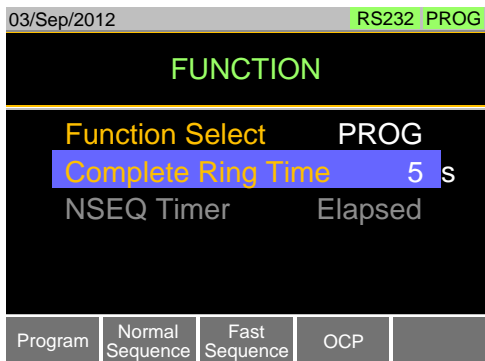 03/Sep/2012 RS232 PROG
FUNCTION
Function Select PROG
Complete Ring Time 5 s
NSEQ Timer Elapsed
Program Normal Sequence Fast Sequence OCP